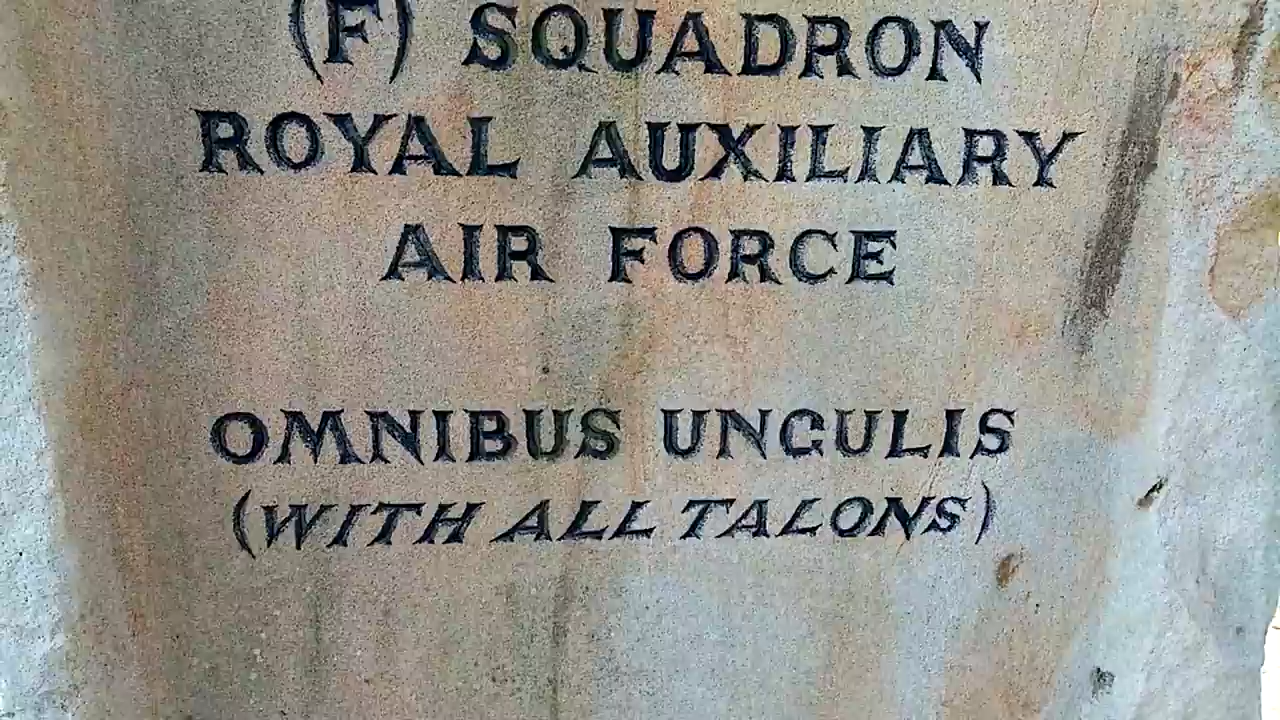 (F) SQUADRON
ROYAL AUXILIARY
AIR FORCE
OMNIBUS UNGULIS
(WITH ALL TALONS)